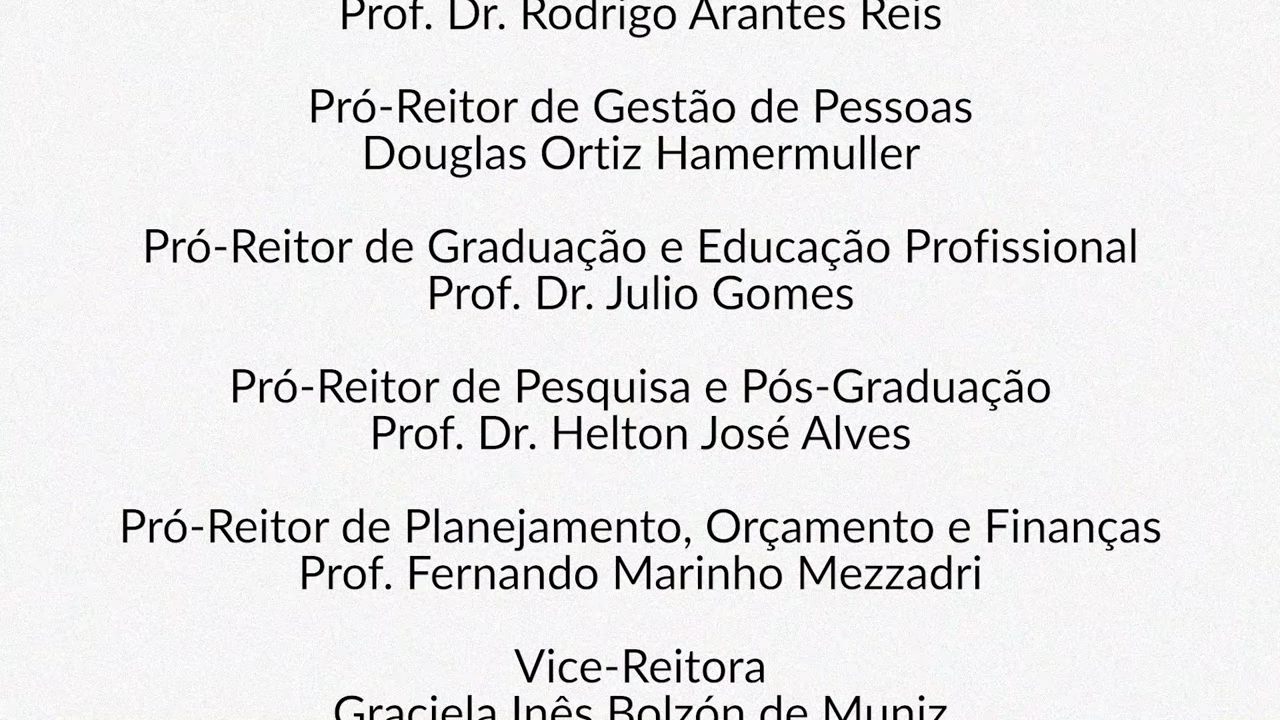 Prof. Dr. Rodrigo Arantes Reis
Pró-Reitor de Gestão de Pessoas
Douglas Ortiz Hamermuller
Pró-Reitor de Graduação e Educação Profissional
Prof. Dr. Julio Gomes
Pró-Reitor de Pesquisa e Pós-Graduação
Prof. Dr. Helton José Alves
Pró-Reitor de Planejamento, Orçamento e Finanças
Prof. Fernando Marinho Mezzadri
Vice-Reitora
Graciela Inês Bolzón de Muniz